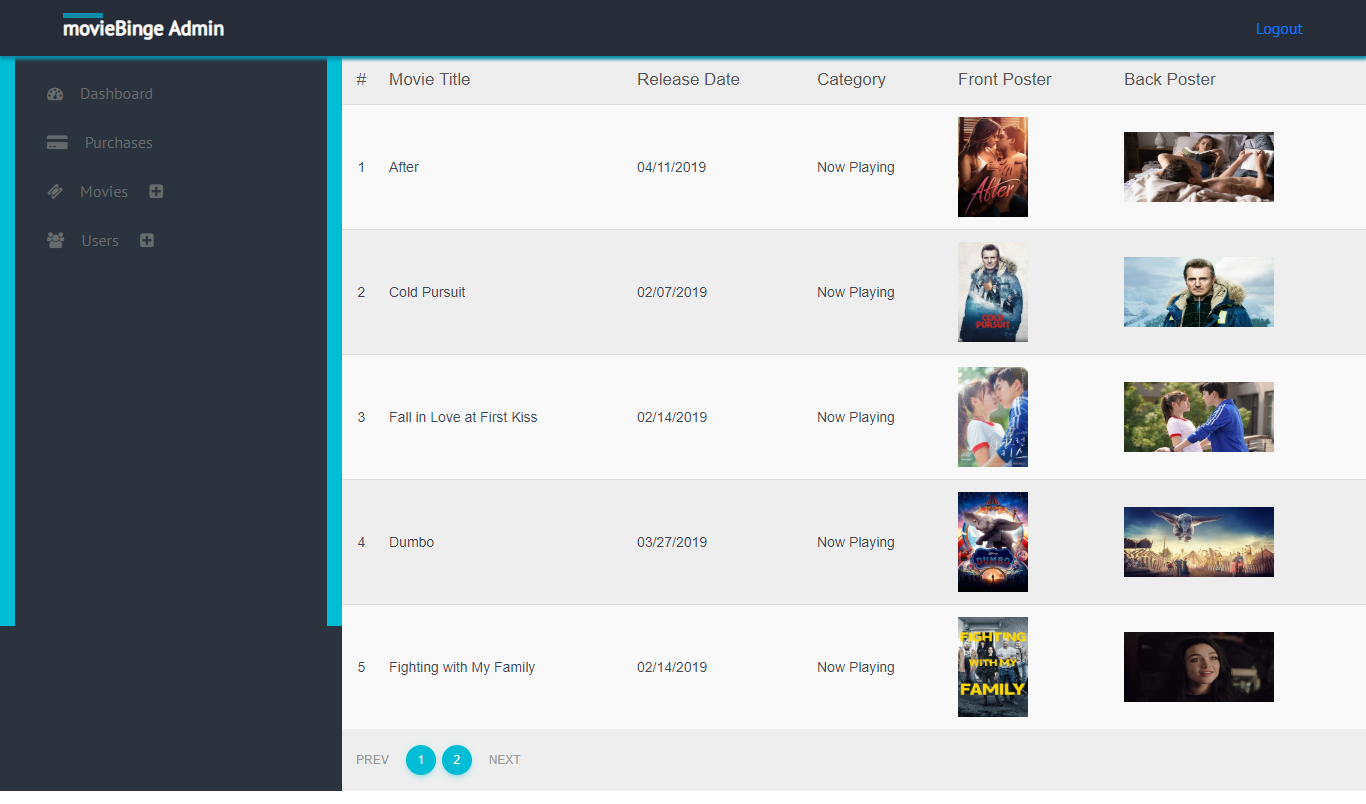 movieBinge Admin
Logout
Dashboard
Purchases
Movies
Users
# Movie Title Release Date Category Front Poster Back Poster
1 After 04/11/2019 Now Playing
After
2 Cold Pursuit 02/07/2019 Now Playing
COLD
PURSUIT
3 Fall in Love at First Kiss 02/14/2019 Now Playing
4 Dumbo 03/27/2019 Now Playing
DUMBO
5 Fighting with My Family 02/14/2019 Now Playing
FIGHTING
WITH MY
FAMILY
PREV 1 2 NEXT